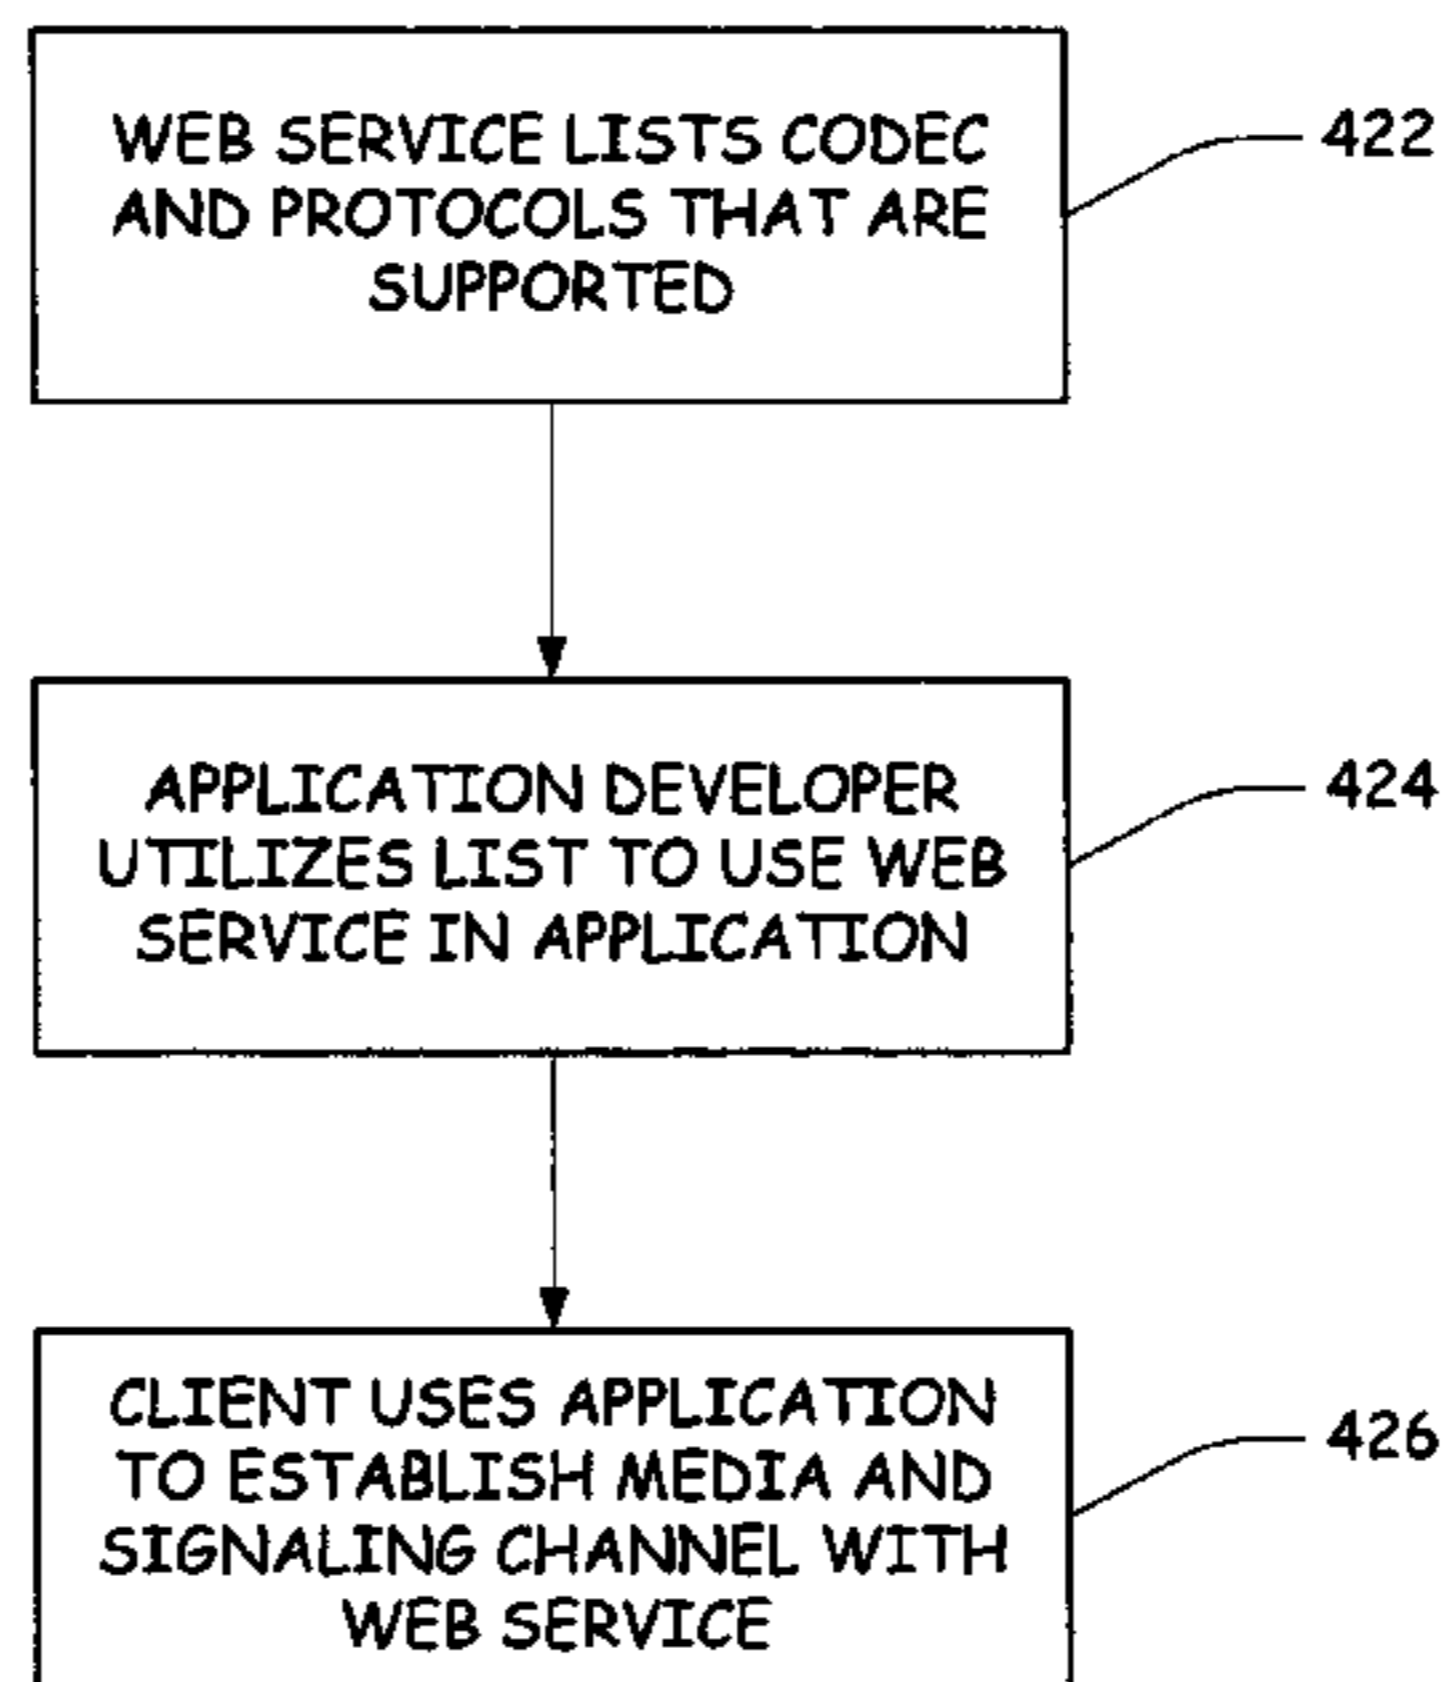 WEB SERVICE LISTS CODEC
AND PROTOCOLS THAT ARE
SUPPORTED
422
APPLICATION DEVELOPER
UTILIZES LIST TO USE WEB
SERVICE IN APPLICATION
424
CLIENT USES APPLICATION
TO ESTABLISH MEDIA AND
SIGNALING CHANNEL WITH
WEB SERVICE
426